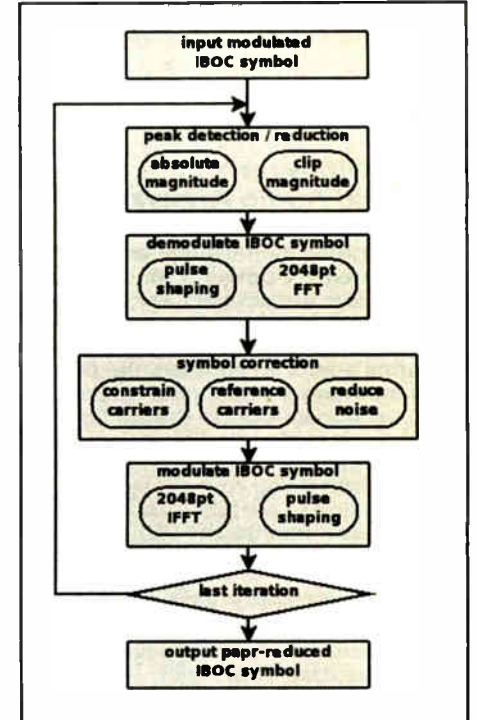 input modulated
IBOC symbol
peak detection / reduction
absolute
magnitude
clip
magnitude
demodulate IBOC symbol
pulse
shaping
2048pt
FFT
symbol correction
constrain
carriers
reference
carriers
reduce
noise
modulate IBOC symbol
2048pt
IFFT
pulse
shaping
last iteration
output papr-reduced
IBOC symbol